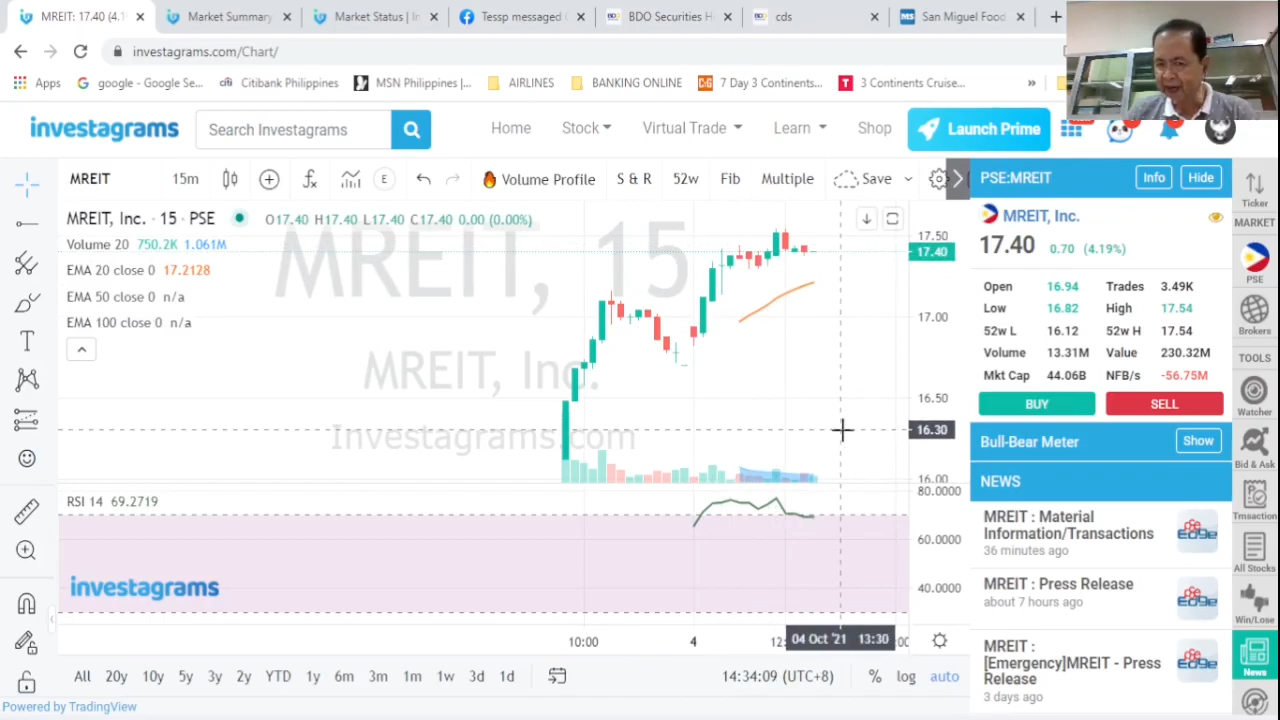 MREIT: 17.40 (4.1
Market Summary
Market Status | I
Tessp messaged
BDO Securities H
cds
San Miguel Food
investagrams.com/Chart/
Apps
google - Google Se...
Citibank Philippines
MSN Philippines |...
AIRLINES
BANKING ONLINE
7 Day 3 Continents...
3 Continents Cruise...
»
investagrams
Search Investagrams
Home
Stock
Virtual Trade
Learn
Shop
Launch Prime
MREIT
15m
E
Volume Profile
S & R
52w
Fib
Multiple
Save
MREIT, Inc. · 15 · PSE
O17.40 H17.40 L17.40 C17.40 0.00 (0.00%)
Volume 20 750.2K 1.061M
EMA 20 close 0 17.2128
EMA 50 close 0 n/a
EMA 100 close 0 n/a
MREIT, 15
MREIT, Inc.
Investagrams.com
17.50
17.40
17.00
16.50
16.30
16.00
RSI 14 69.2719
80.0000
60.0000
40.0000
investagrams
10:00
4
12:
04 Oct '21 13:30
:00
All
20y
10y
5y
3y
2y
YTD
1y
6m
3m
1m
1w
3d
1d
14:34:09 (UTC+8)
%
log
auto
Powered by TradingView
PSE:MREIT
Info
Hide
MREIT, Inc.
17.40 0.70 (4.19%)
Open 16.94 Trades 3.49K
Low 16.82 High 17.54
52w L 16.12 52w H 17.54
Volume 13.31M Value 230.32M
Mkt Cap 44.06B NFB/s -56.75M
BUY
SELL
Bull-Bear Meter
Show
NEWS
MREIT : Material
Information/Transactions
36 minutes ago
Edge
MREIT : Press Release
about 7 hours ago
Edge
MREIT :
[Emergency]MREIT - Press
Release
3 days ago
Edge
Ticker
MARKET
PSE
Brokers
TOOLS
Watcher
Bid & Ask
Trnsaction
All Stocks
Win/Lose
News